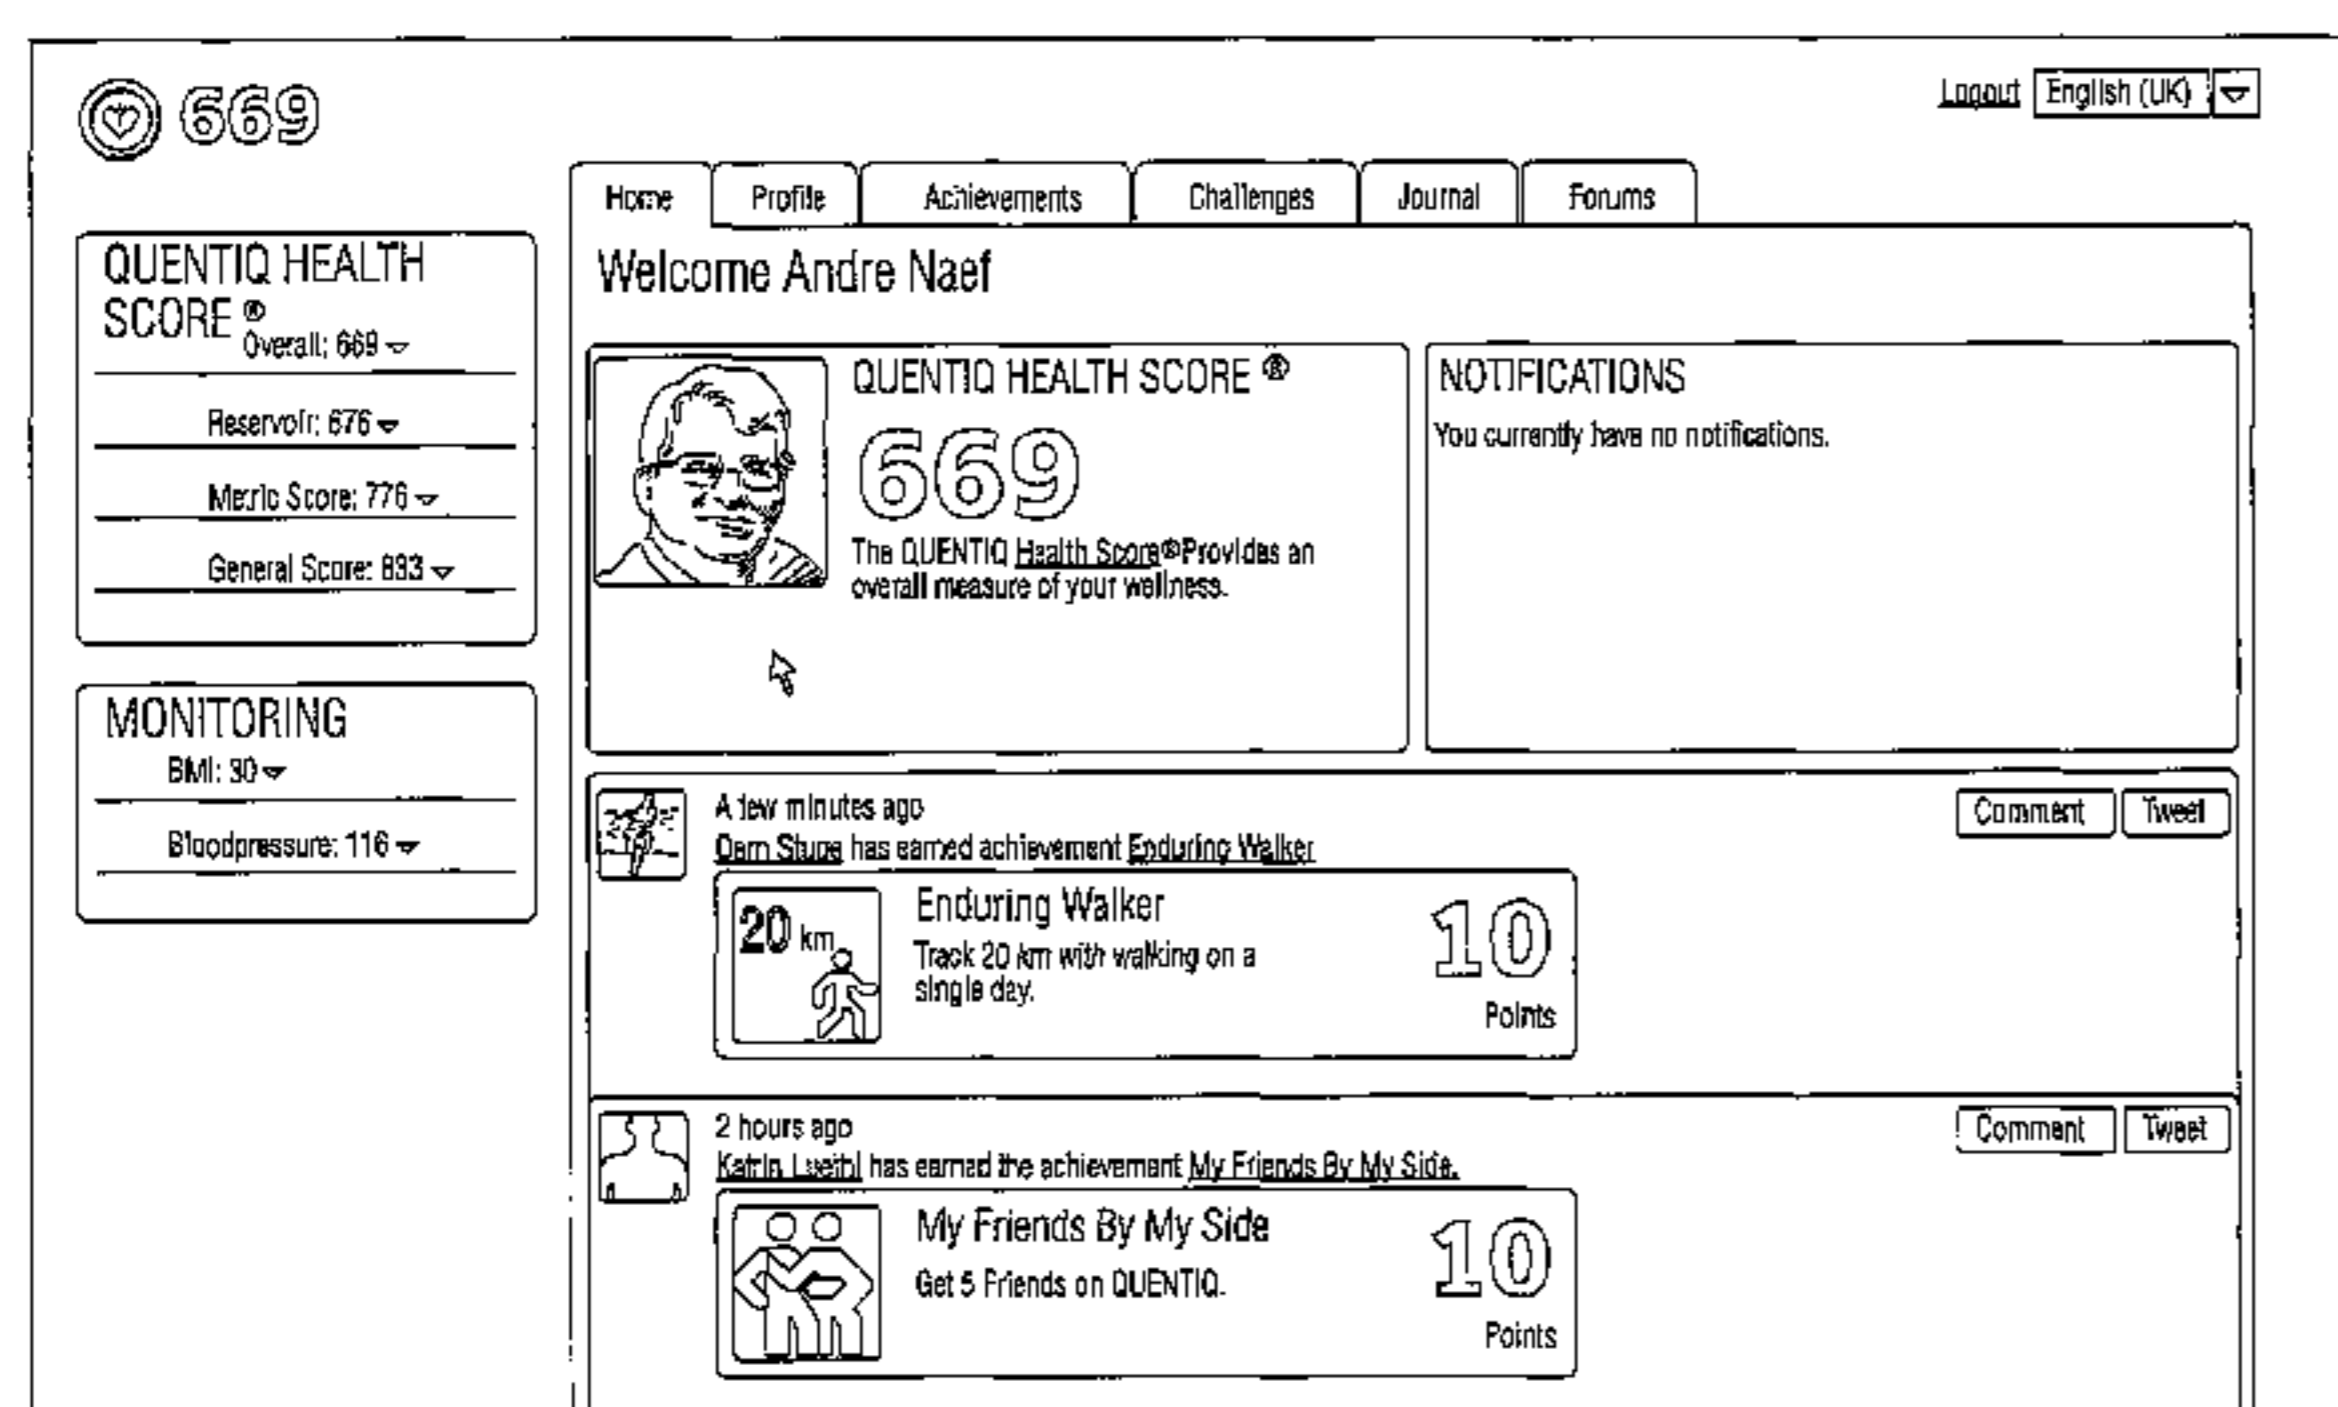 669
Logout English (UK)
Home Profile Achievements Challenges Journal Forums
QUENTIQ HEALTH
SCORE ®
Overall: 669
Reservoir: 676
Metric Score: 776
General Score: 833
MONITORING
BMI: 30
Bloodpressure: 116
Welcome Andre Naef
QUENTIQ HEALTH SCORE ®
669
The QUENTIQ Health Score® Provides an
overall measure of your wellness.
NOTIFICATIONS
You currently have no notifications.
A few minutes ago
has earned achievement Enduring Walker
Comment Tweet
20 km
Enduring Walker
Track 20 km with walking on a
single day.
10
Points
2 hours ago
Katrin has earned the achievement My Friends By My Side.
Comment Tweet
My Friends By My Side
Get 5 Friends on QUENTIQ.
10
Points